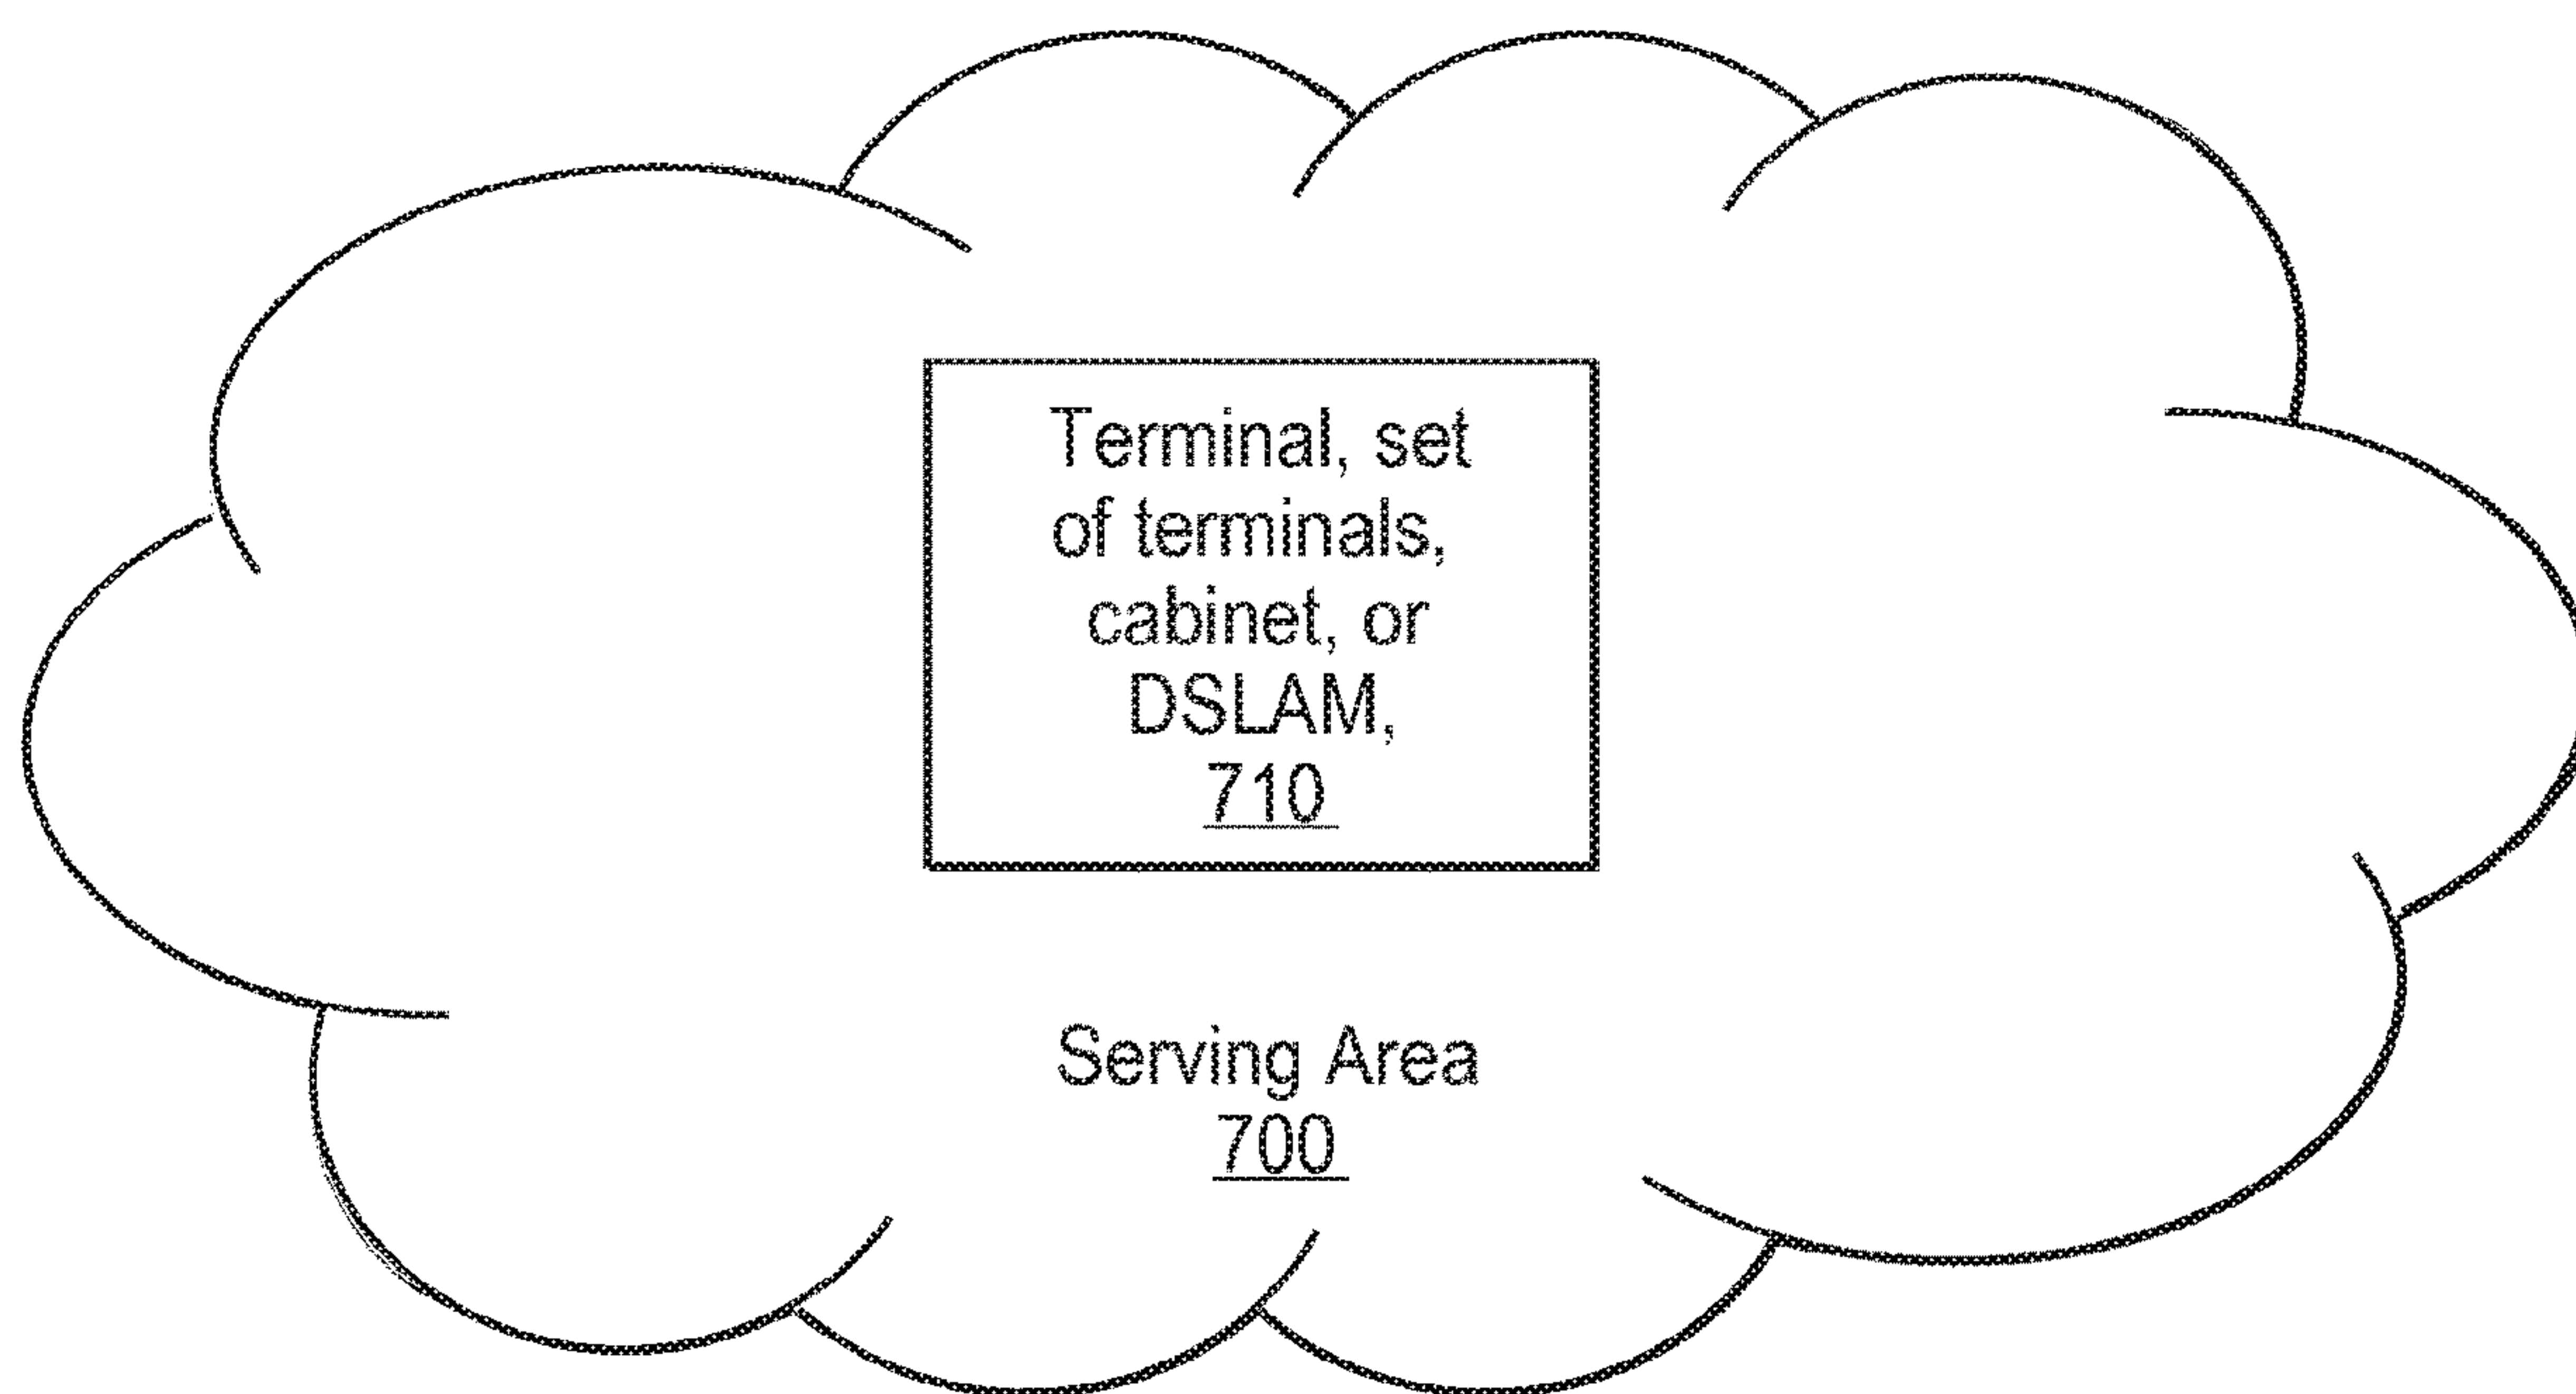 Terminal, set
of terminals,
cabinet, or
DSLAM,
710
Serving Area
700